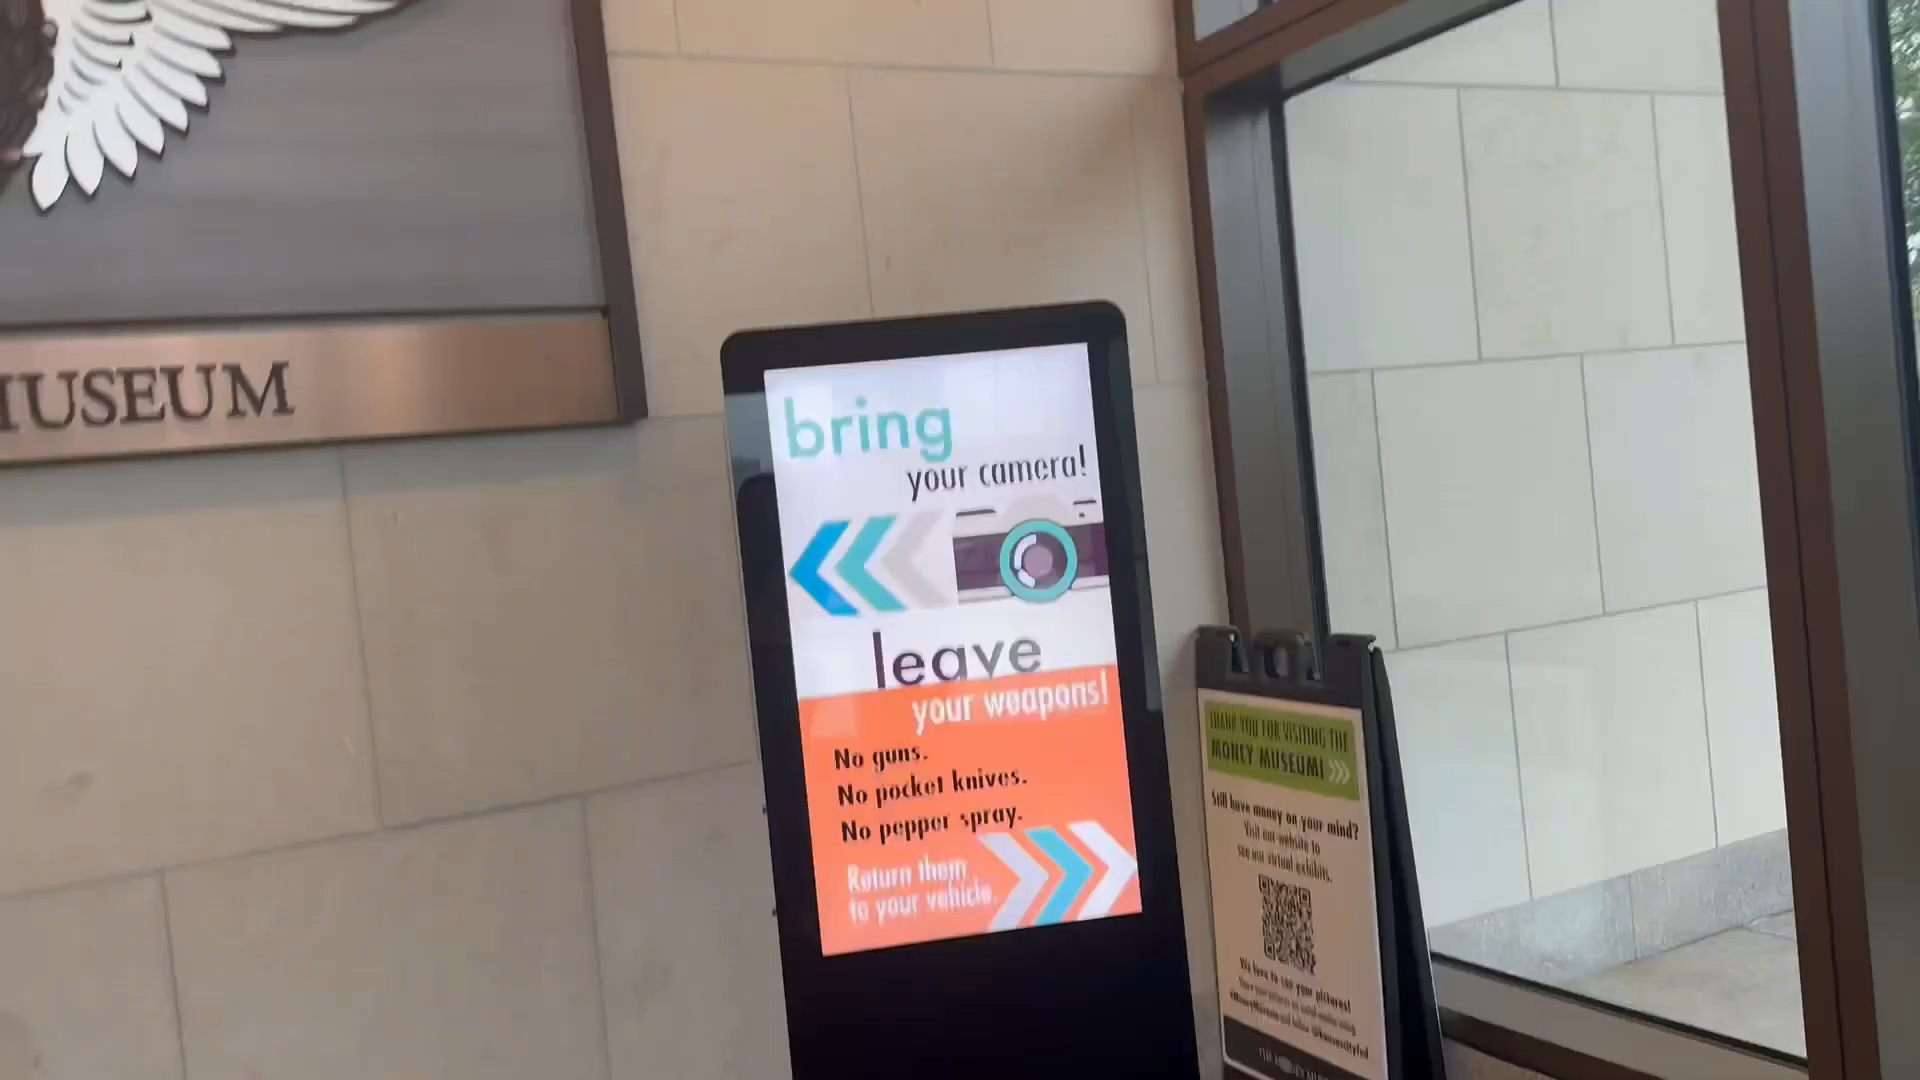 MUSEUM
bring
your camera!
leave
your weapons!
No guns.
No pocket knives.
No pepper spray.
Return them
to your vehicle.
THANK YOU FOR VISITING THE
MONEY MUSEUM!
Still have money on your mind?
Visit our website to
see our virtual exhibits.
We love to see your pictures!
Share your pictures on social media using
#MoneyMuseum and follow @kansascityfed